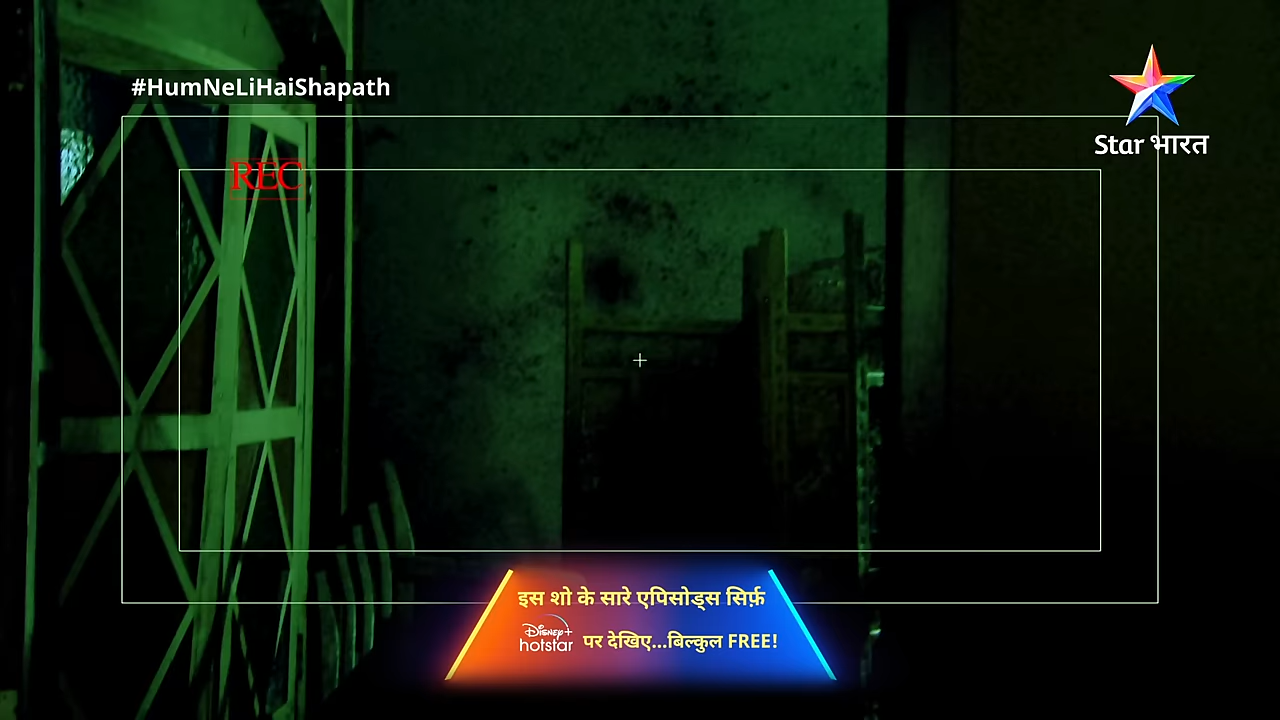 #HumNeLiHaiShapath
Star भारत
REC
इस शो के सारे एपिसोड्स सिर्फ़
Disney+ hotstar पर देखिए...बिल्कुल FREE!